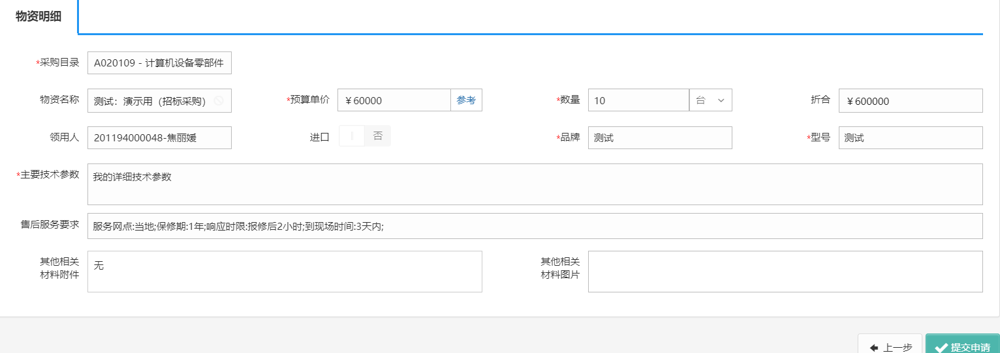 物资明细
*采购目录 A020109 - 计算机设备零部件
物资名称 测试：演示用（招标采购） *预算单价 ￥60000 参考 *数量 10 台 折合 ￥600000
领用人 201194000048-焦丽媛 进口 否 *品牌 测试 *型号 测试
*主要技术参数 我的详细技术参数
售后服务要求 服务网点:当地;保修期:1年;响应时限:报修后2小时;到现场时间:3天内;
其他相关
材料附件
无
其他相关
材料图片
上一步 提交申请